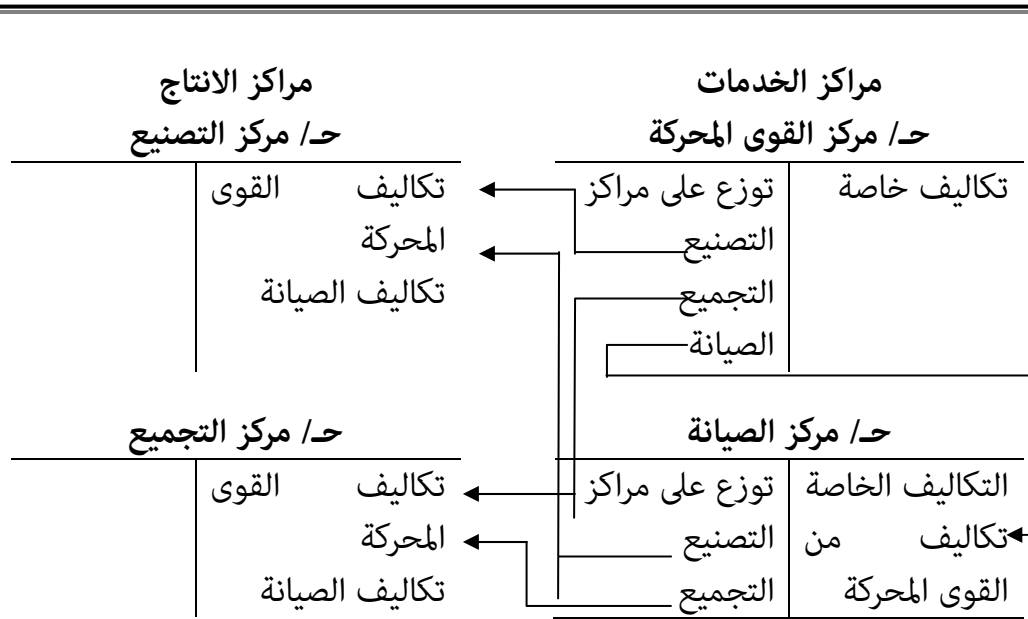 مراكز الخدمات
حـ/ مركز القوى المحركة
تكاليف خاصة
توزع على مراكز
التصنيع
التجميع
الصيانة
مراكز الانتاج
حـ/ مركز التصنيع
تكاليف القوى
المحركة
تكاليف الصيانة
حـ/ مركز الصيانة
التكاليف الخاصة
تكاليف من
القوى المحركة
توزع على مراكز
التصنيع
التجميع
حـ/ مركز التجميع
تكاليف القوى
المحركة
تكاليف الصيانة